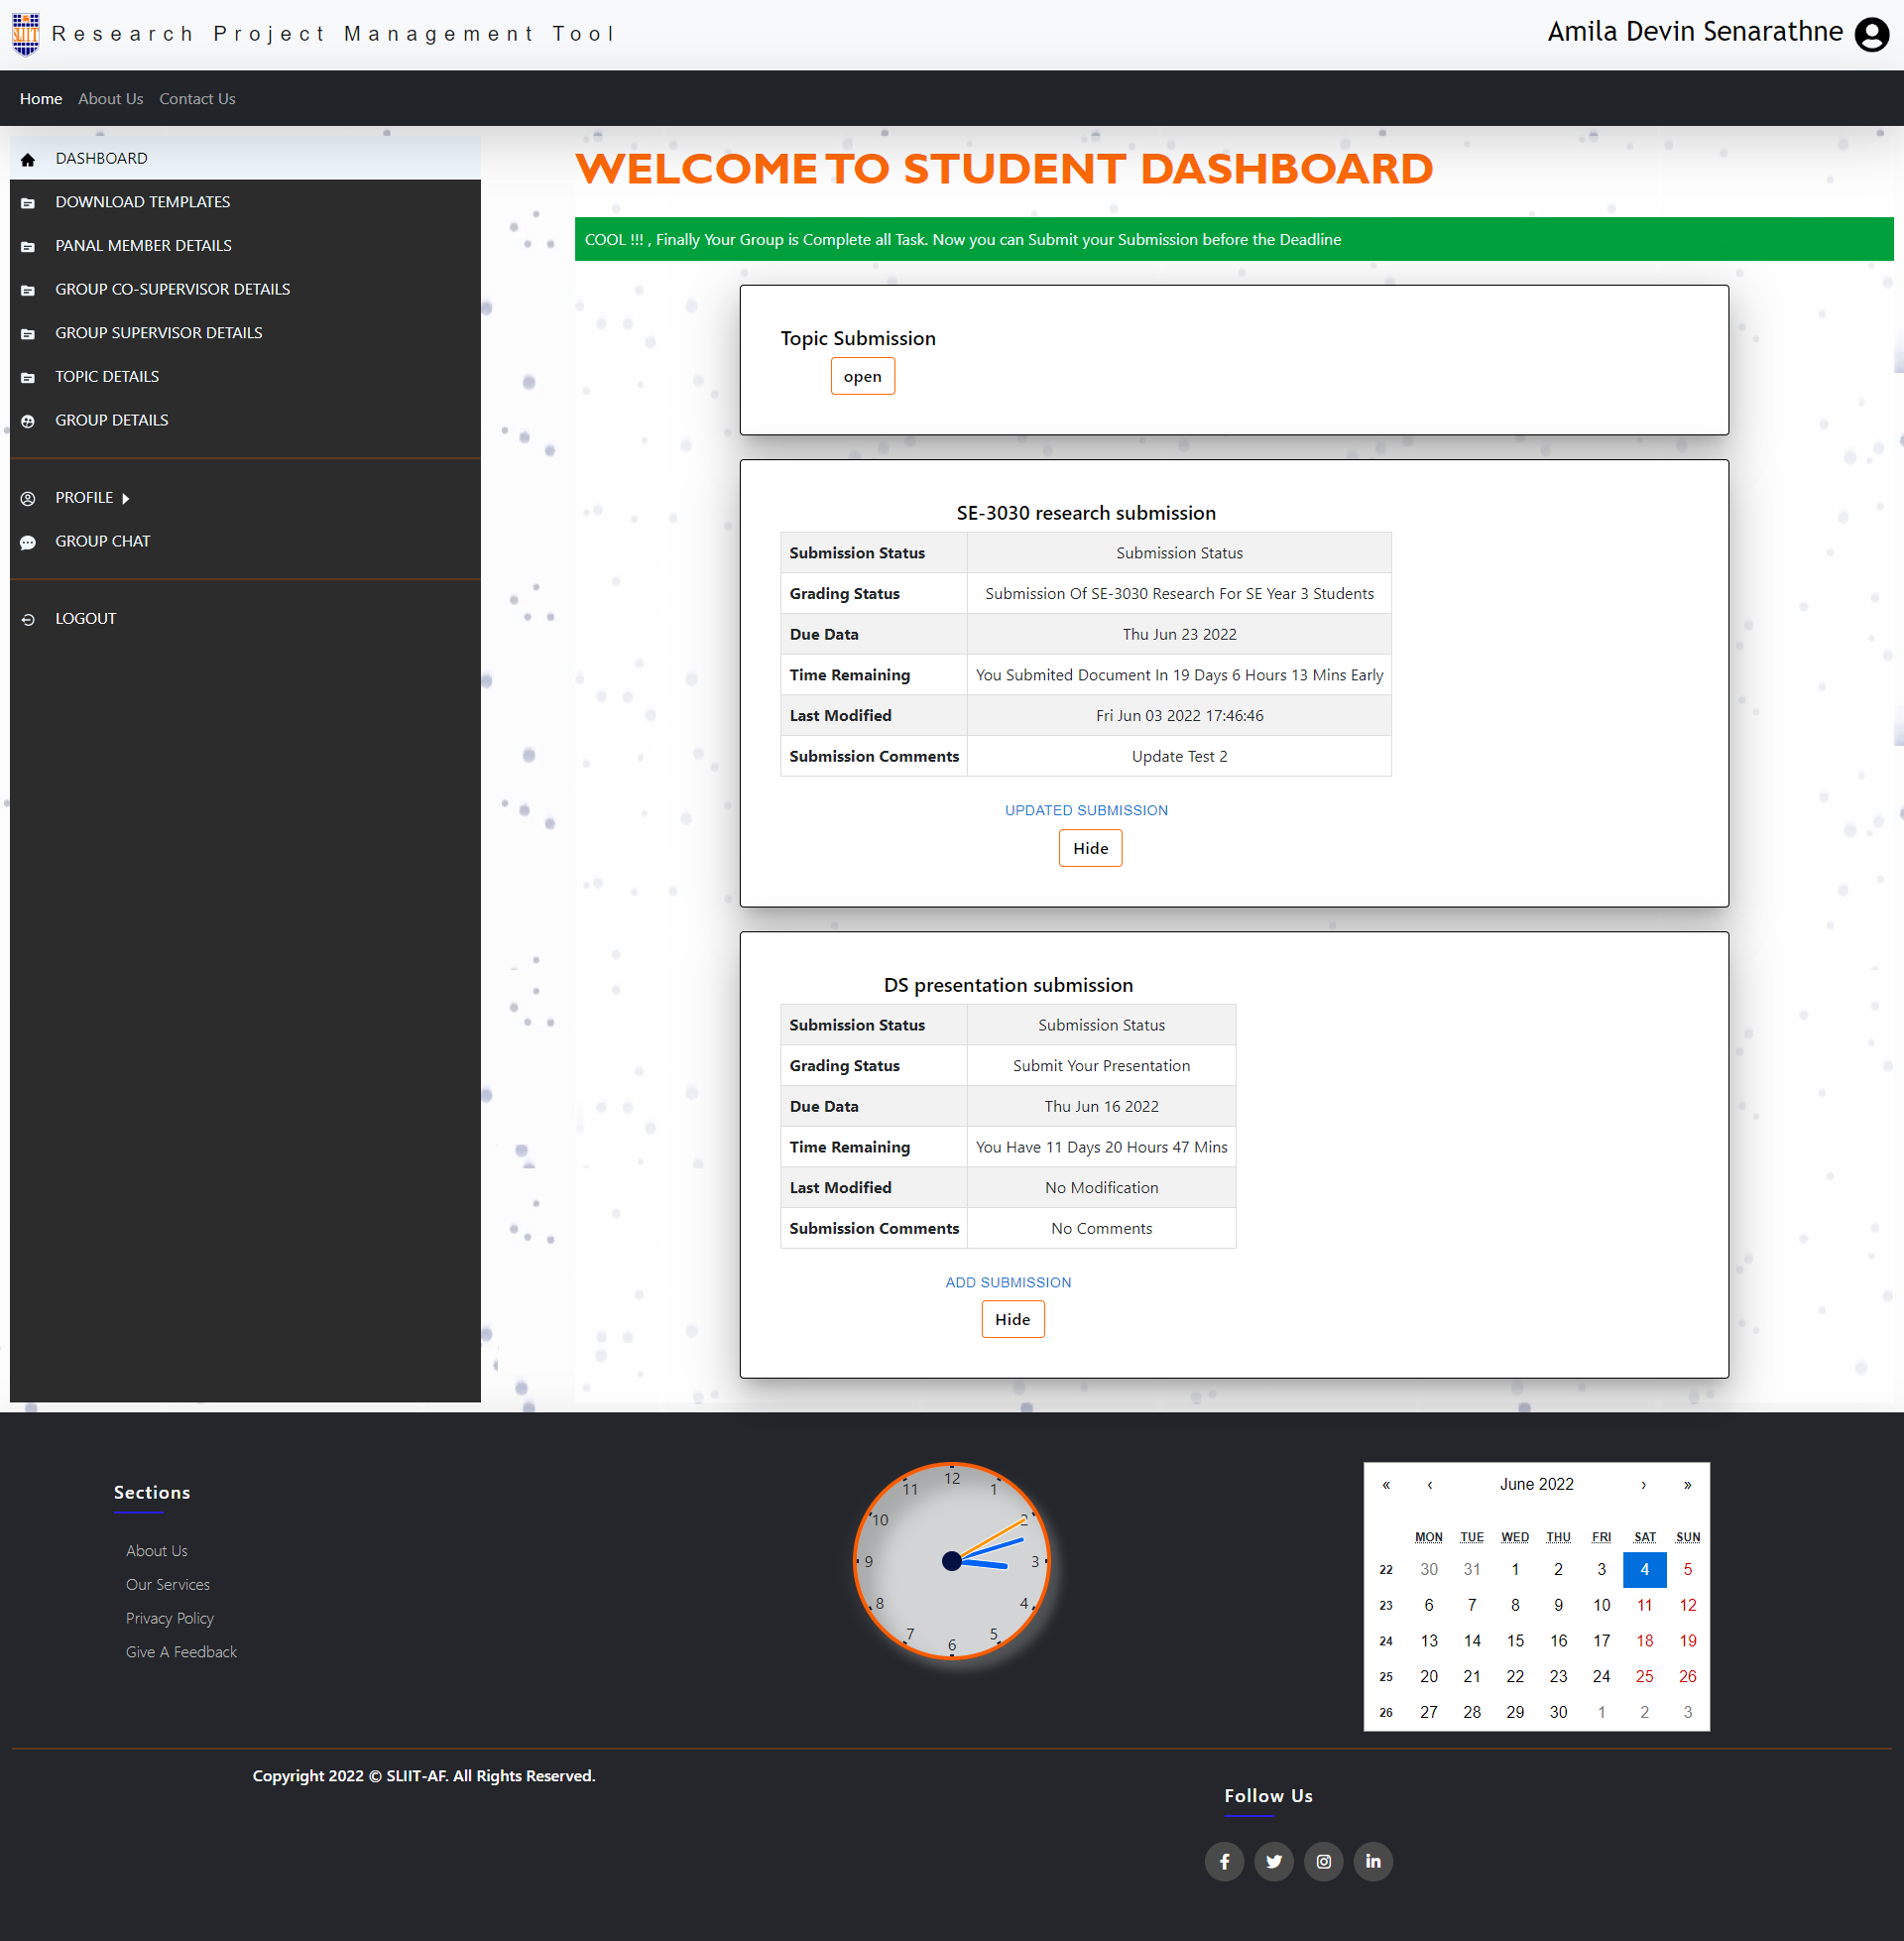 SLIIT
Research Project Management Tool
Amila Devin Senarathne
Home About Us Contact Us
DASHBOARD
DOWNLOAD TEMPLATES
PANAL MEMBER DETAILS
GROUP CO-SUPERVISOR DETAILS
GROUP SUPERVISOR DETAILS
TOPIC DETAILS
GROUP DETAILS
PROFILE
GROUP CHAT
LOGOUT
WELCOME TO STUDENT DASHBOARD
COOL !!! , Finally Your Group is Complete all Task. Now you can Submit your Submission before the Deadline
Topic Submission
open
SE-3030 research submission
Submission Status Submission Status
Grading Status Submission Of SE-3030 Research For SE Year 3 Students
Due Data Thu Jun 23 2022
Time Remaining You Submited Document In 19 Days 6 Hours 13 Mins Early
Last Modified Fri Jun 03 2022 17:46:46
Submission Comments Update Test 2
UPDATED SUBMISSION
Hide
DS presentation submission
Submission Status Submission Status
Grading Status Submit Your Presentation
Due Data Thu Jun 16 2022
Time Remaining You Have 11 Days 20 Hours 47 Mins
Last Modified No Modification
Submission Comments No Comments
ADD SUBMISSION
Hide
Sections
About Us
Our Services
Privacy Policy
Give A Feedback
12
1
2
3
4
5
6
7
8
9
10
11
« ‹ June 2022 › »
MON TUE WED THU FRI SAT SUN
22 30 31 1 2 3 4 5
23 6 7 8 9 10 11 12
24 13 14 15 16 17 18 19
25 20 21 22 23 24 25 26
26 27 28 29 30 1 2 3
Copyright 2022 © SLIIT-AF. All Rights Reserved.
Follow Us